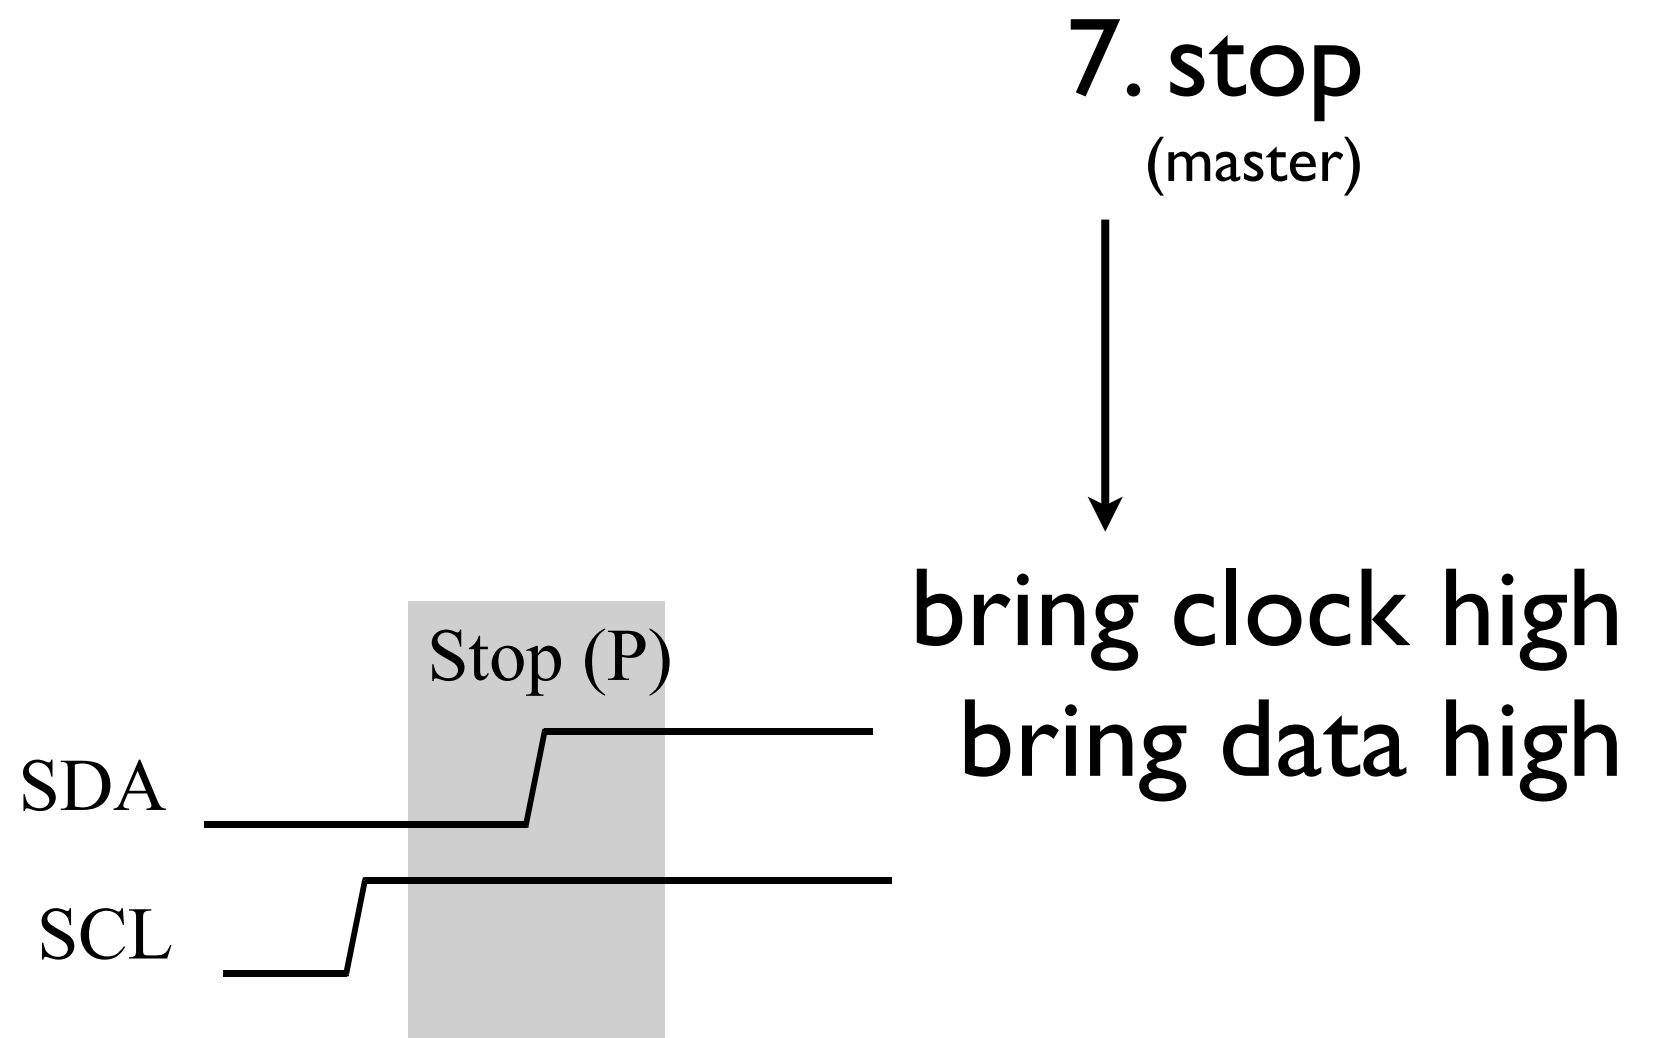 7. stop
(master)
bring clock high
bring data high
Stop (P)
SDA
SCL